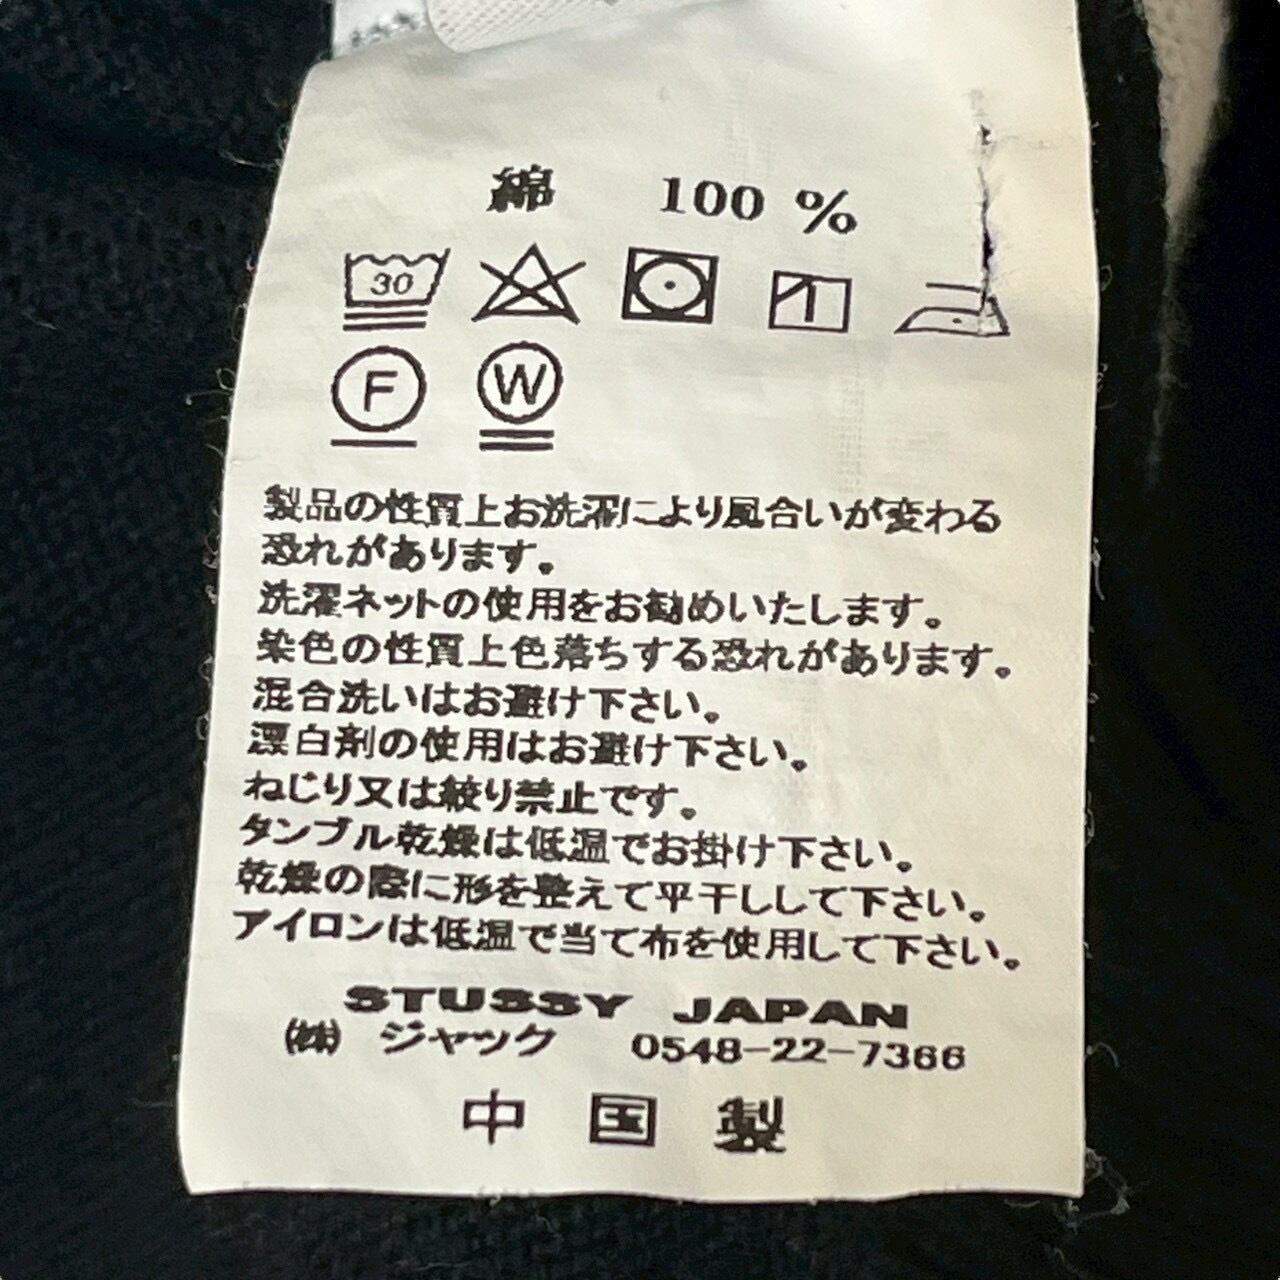 綿 100 %
30
F W
製品の性質上お洗濯により風合いが変わる
恐れがあります。
洗濯ネットの使用をお勧めいたします。
染色の性質上色落ちする恐れがあります。
混合洗いはお避け下さい。
漂白剤の使用はお避け下さい。
ねじり又は絞り禁止です。
タンブル乾燥は低温でお掛け下さい。
乾燥の際に形を整えて平干しして下さい。
アイロンは低温で当て布を使用して下さい。
STUSSY JAPAN
㈱ ジャック 0548-22-7366
中国製